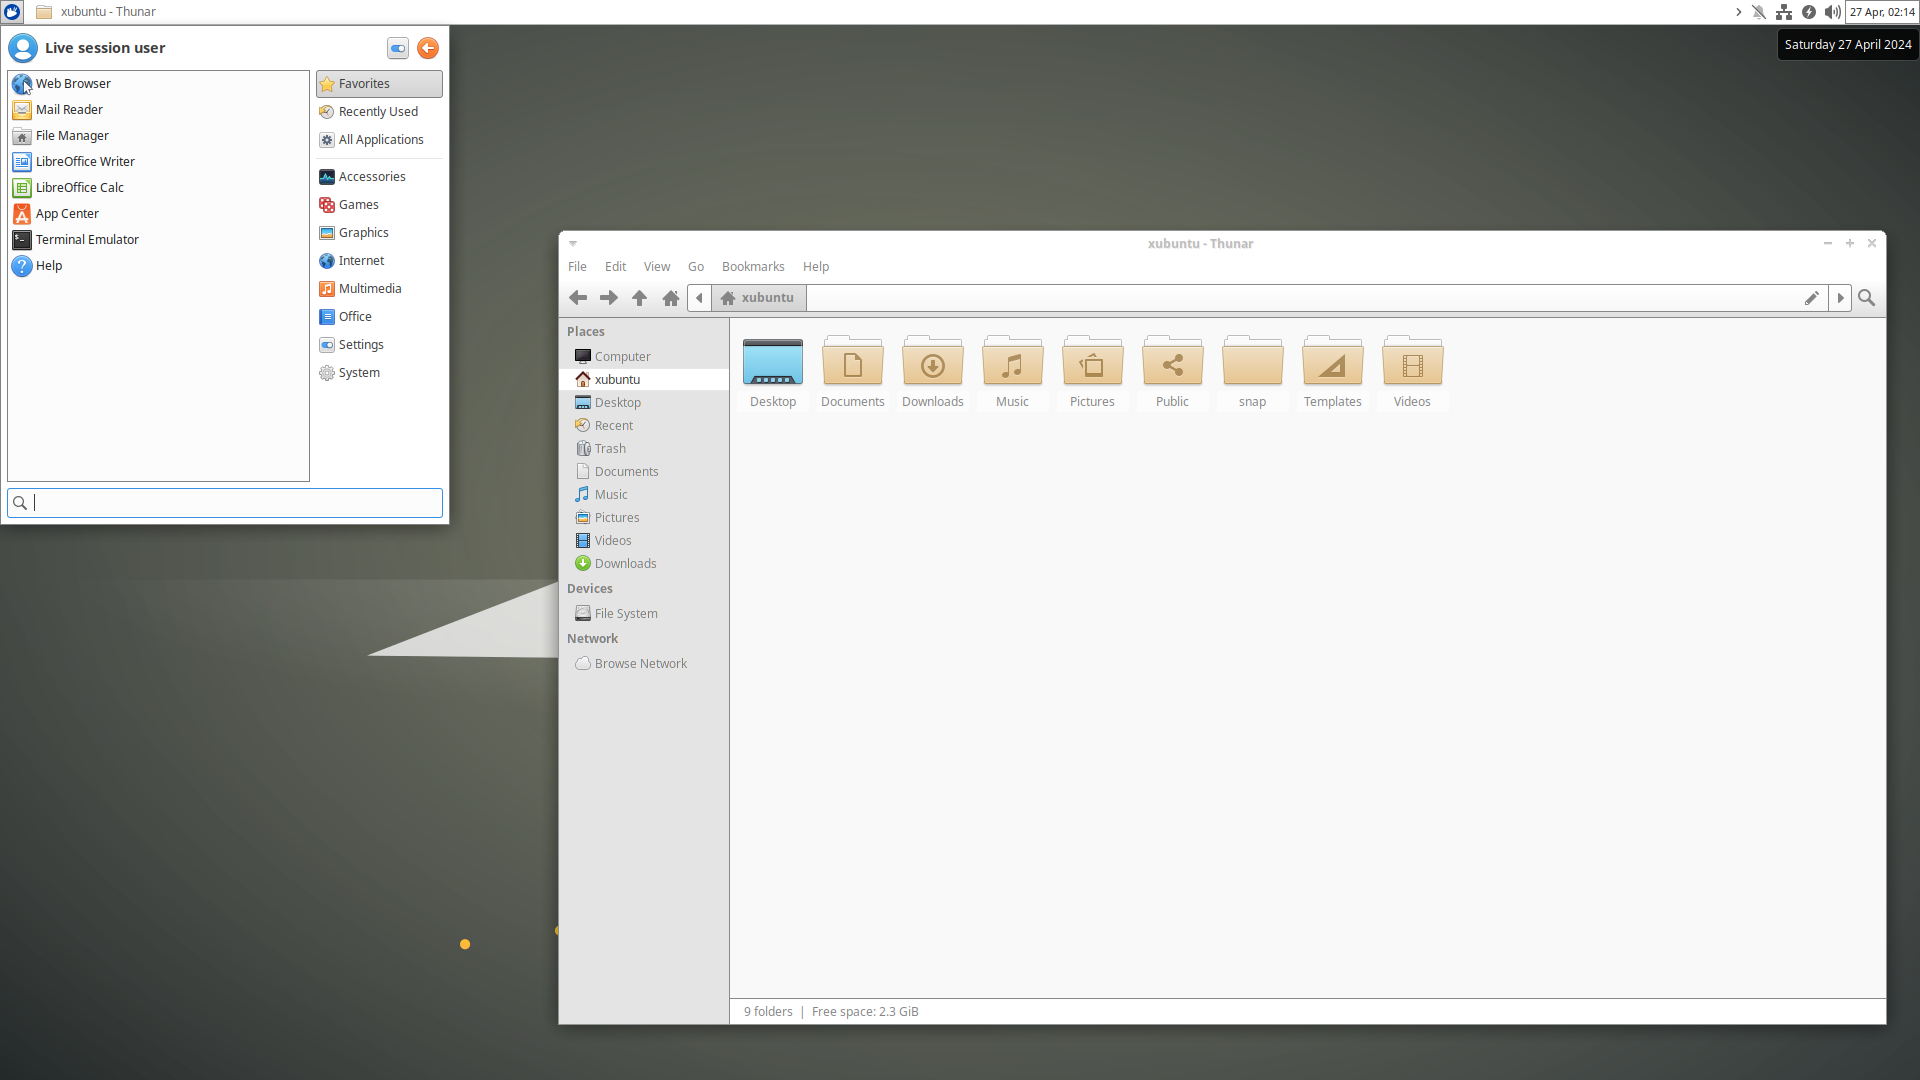 xubuntu - Thunar
27 Apr, 02:14
Saturday 27 April 2024
Live session user
Web Browser
Mail Reader
File Manager
LibreOffice Writer
LibreOffice Calc
App Center
Terminal Emulator
Help
Favorites
Recently Used
All Applications
Accessories
Games
Graphics
Internet
Multimedia
Office
Settings
System
xubuntu - Thunar
File Edit View Go Bookmarks Help
xubuntu
Places
Computer
xubuntu
Desktop
Recent
Trash
Documents
Music
Pictures
Videos
Downloads
Devices
File System
Network
Browse Network
Desktop Documents Downloads Music Pictures Public snap Templates Videos
9 folders | Free space: 2.3 GiB